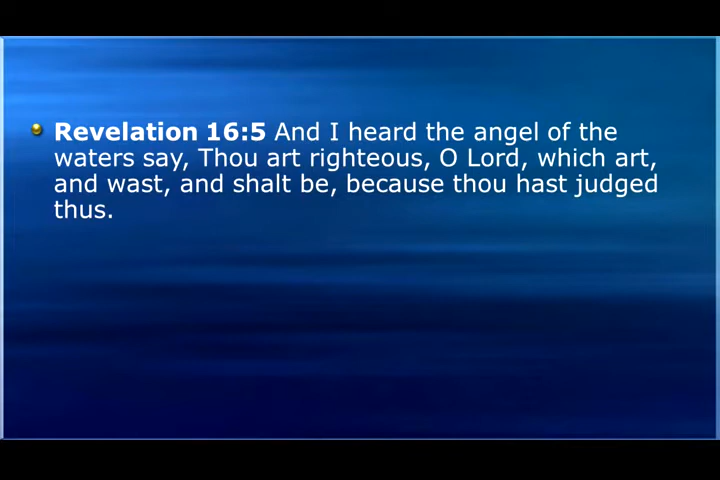 Revelation 16:5 And I heard the angel of the
waters say, Thou art righteous, O Lord, which art,
and wast, and shalt be, because thou hast judged
thus.